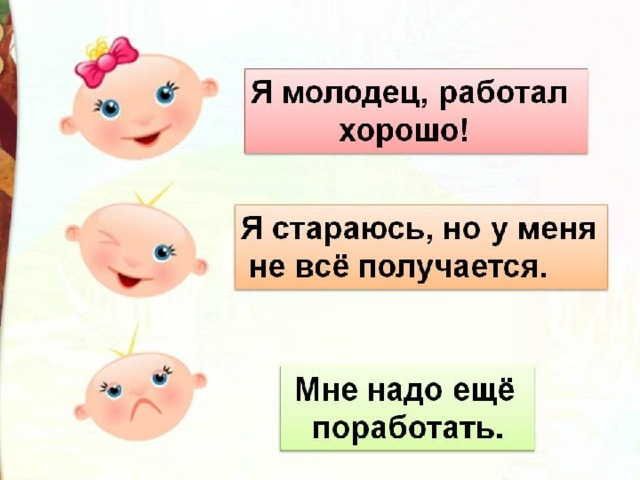 Я молодец, работал
хорошо!
Я стараюсь, но у меня
не всё получается.
Мне надо ещё
поработать.